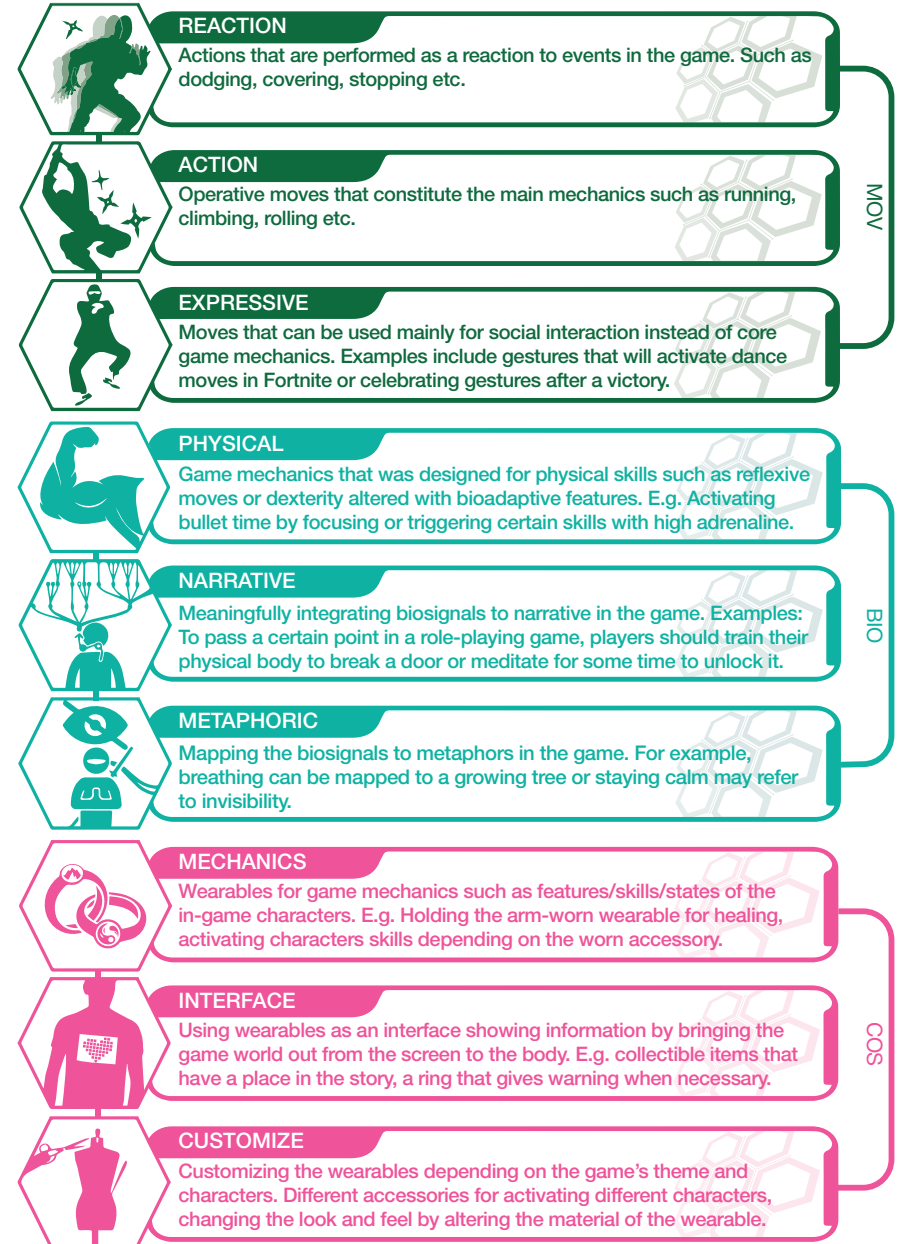 REACTION
Actions that are performed as a reaction to events in the game. Such as
dodging, covering, stopping etc.
ACTION
Operative moves that constitute the main mechanics such as running,
climbing, rolling etc.
MOV
EXPRESSIVE
Moves that can be used mainly for social interaction instead of core
game mechanics. Examples include gestures that will activate dance
moves in Fortnite or celebrating gestures after a victory.
PHYSICAL
Game mechanics that was designed for physical skills such as reflexive
moves or dexterity altered with bioadaptive features. E.g. Activating
bullet time by focusing or triggering certain skills with high adrenaline.
NARRATIVE
Meaningfully integrating biosignals to narrative in the game. Examples:
To pass a certain point in a role-playing game, players should train their
physical body to break a door or meditate for some time to unlock it.
BIO
METAPHORIC
Mapping the biosignals to metaphors in the game. For example,
breathing can be mapped to a growing tree or staying calm may refer
to invisibility.
MECHANICS
Wearables for game mechanics such as features/skills/states of the
in-game characters. E.g. Holding the arm-worn wearable for healing,
activating characters skills depending on the worn accessory.
INTERFACE
Using wearables as an interface showing information by bringing the
game world out from the screen to the body. E.g. collectible items that
have a place in the story, a ring that gives warning when necessary.
COS
CUSTOMIZE
Customizing the wearables depending on the game's theme and
characters. Different accessories for activating different characters,
changing the look and feel by altering the material of the wearable.